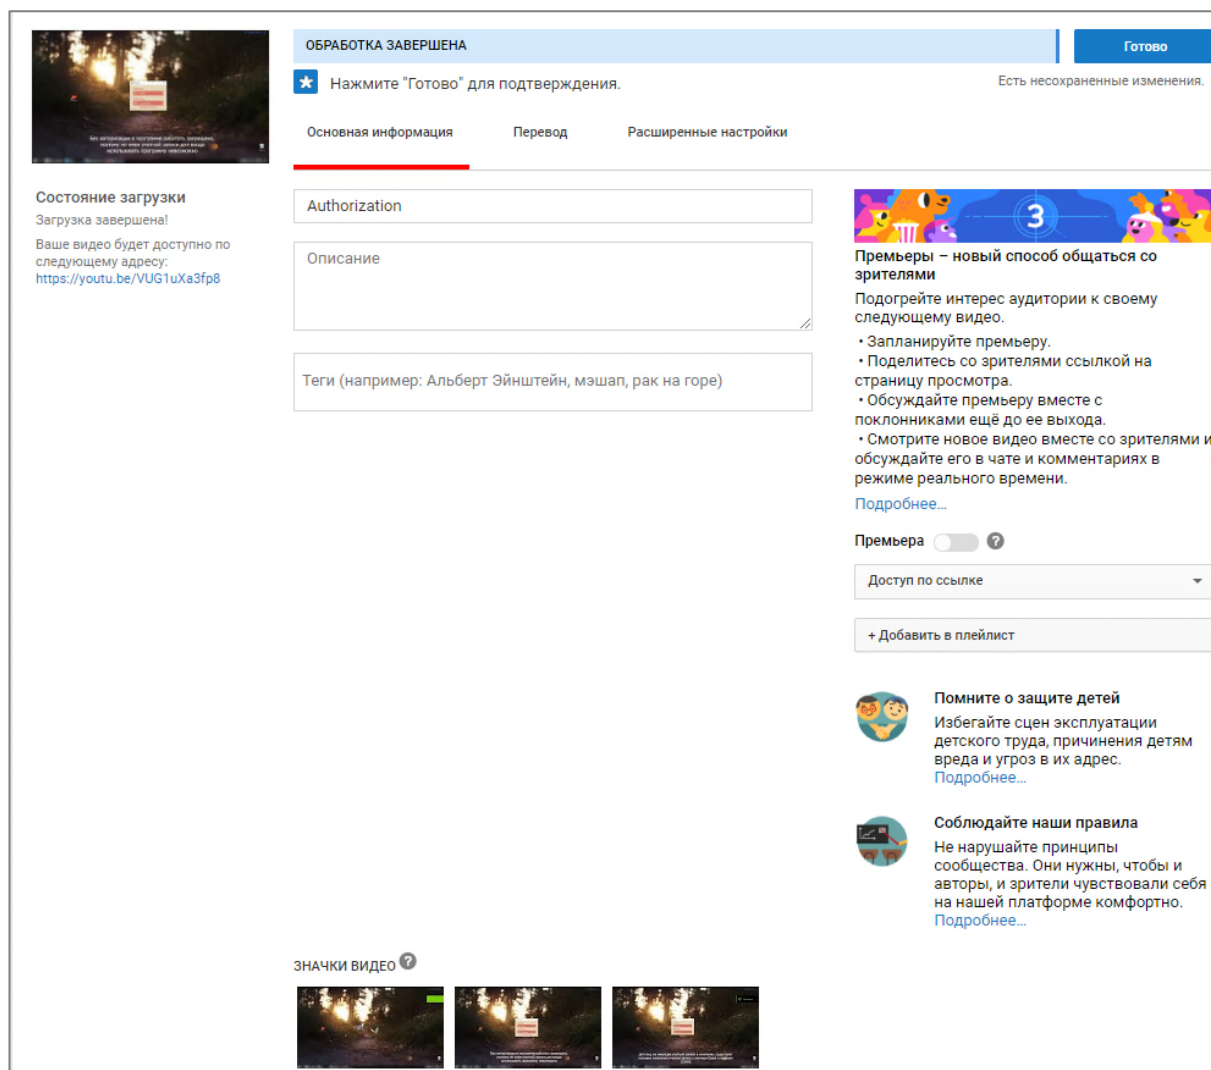 ОБРАБОТКА ЗАВЕРШЕНА
Готово
Нажмите "Готово" для подтверждения.
Есть несохраненные изменения.
Основная информация
Перевод
Расширенные настройки
Состояние загрузки
Загрузка завершена!
Ваше видео будет доступно по
следующему адресу:
https://youtu.be/VUG1uXa3fp8
Authorization
Описание
Теги (например: Альберт Эйнштейн, мэшап, рак на горе)
3
Премьеры – новый способ общаться со
зрителями
Подогрейте интерес аудитории к своему
следующему видео.
• Запланируйте премьеру.
• Поделитесь со зрителями ссылкой на
страницу просмотра.
• Обсуждайте премьеру вместе с
поклонниками ещё до ее выхода.
• Смотрите новое видео вместе со зрителями и
обсуждайте его в чате и комментариях в
режиме реального времени.
Подробнее...
Премьера
Доступ по ссылке
+ Добавить в плейлист
Помните о защите детей
Избегайте сцен эксплуатации
детского труда, причинения детям
вреда и угроз в их адрес.
Подробнее...
Соблюдайте наши правила
Не нарушайте принципы
сообщества. Они нужны, чтобы и
авторы, и зрители чувствовали себя
на нашей платформе комфортно.
Подробнее...
ЗНАЧКИ ВИДЕО